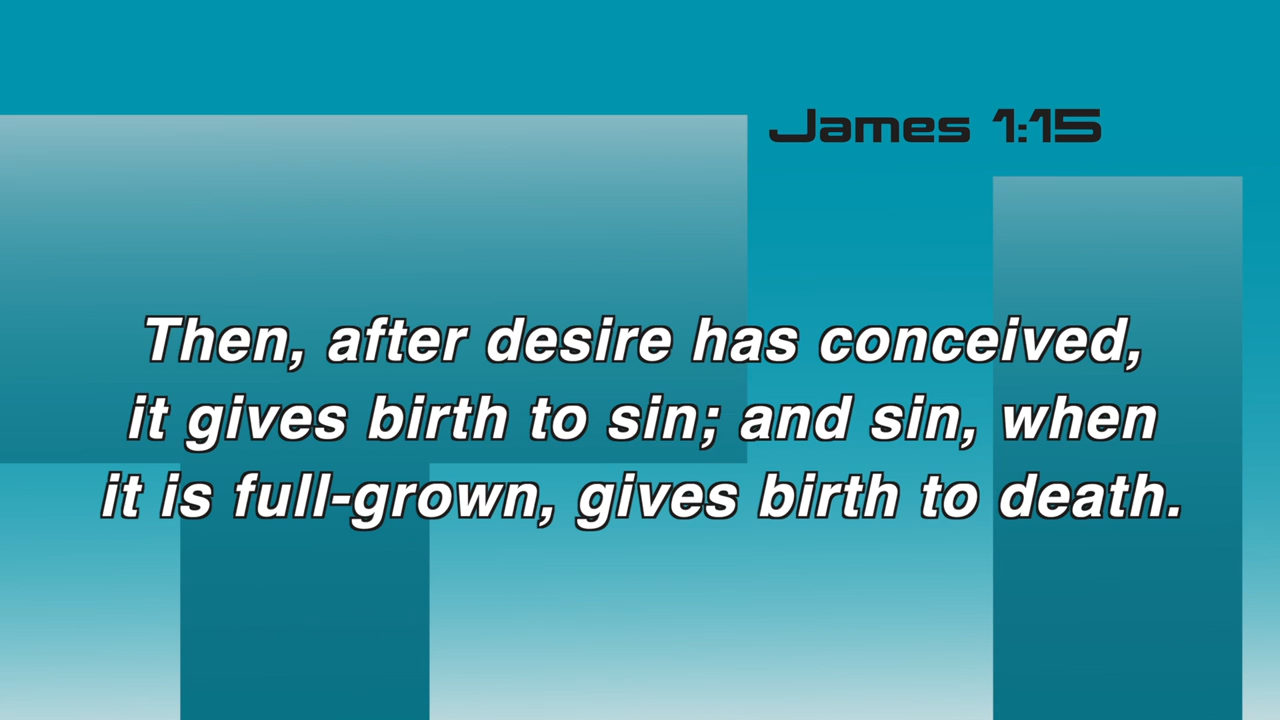 James 1:15
Then, after desire has conceived,
it gives birth to sin; and sin, when
it is full-grown, gives birth to death.